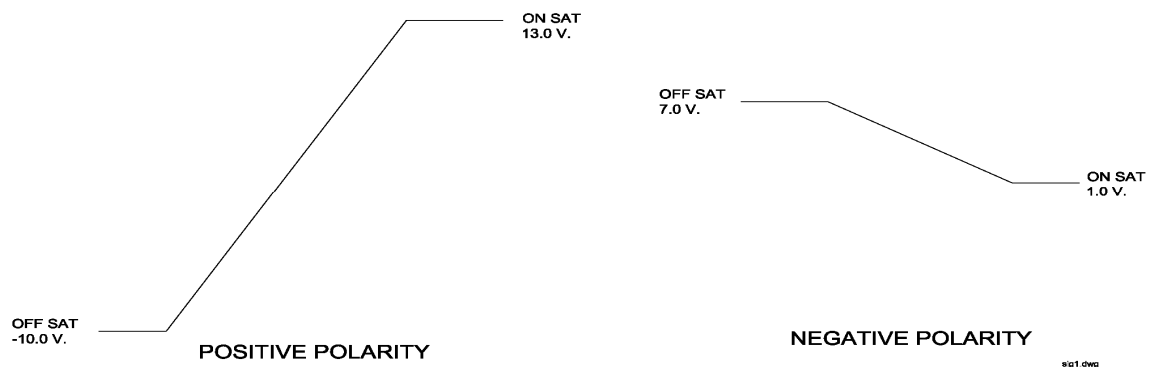 ON SAT
13.0 V.
OFF SAT
-10.0 V.
POSITIVE POLARITY
OFF SAT
7.0 V.
ON SAT
1.0 V.
NEGATIVE POLARITY
sig1.dwg